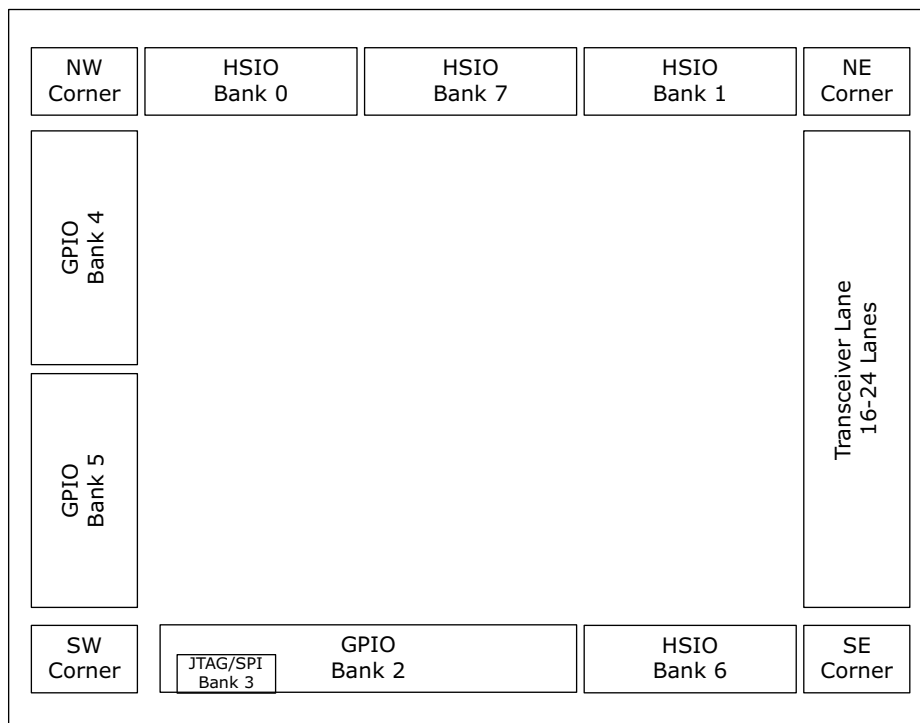 NW
Corner
HSIO
Bank 0
HSIO
Bank 7
HSIO
Bank 1
NE
Corner
GPIO
Bank 4
GPIO
Bank 5
Transceiver Lane
16-24 Lanes
SW
Corner
JTAG/SPI
Bank 3
GPIO
Bank 2
HSIO
Bank 6
SE
Corner